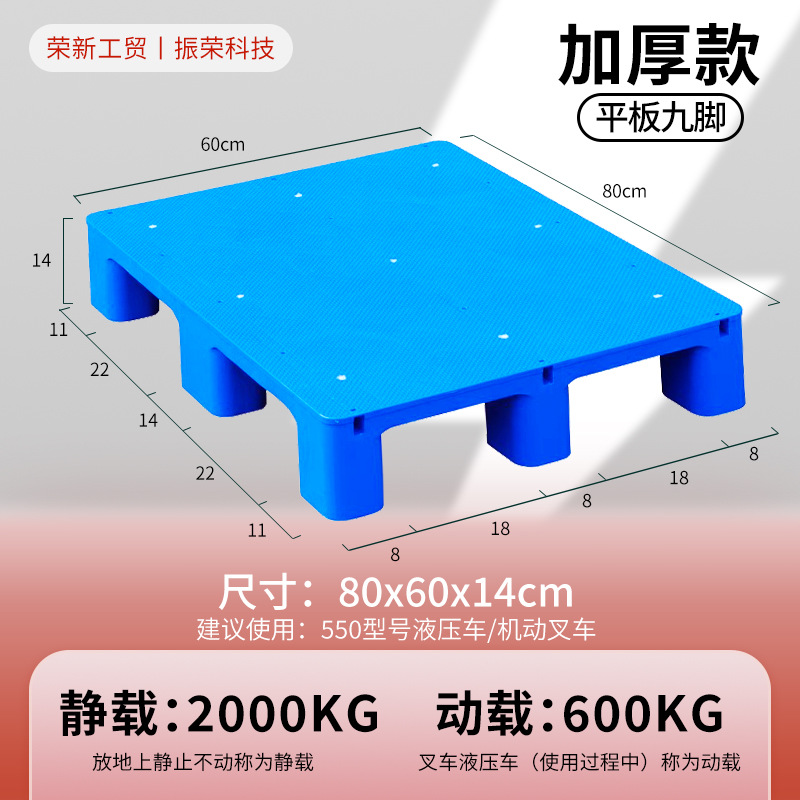 荣新工贸丨振荣科技
加厚款
平板九脚
60cm
80cm
14
11
22
14
22
11
8
18
8
18
8
尺寸：80x60x14cm
建议使用：550型号液压车/机动叉车
静载：2000KG
放地上静止不动称为静载
动载：600KG
叉车液压车（使用过程中）称为动载